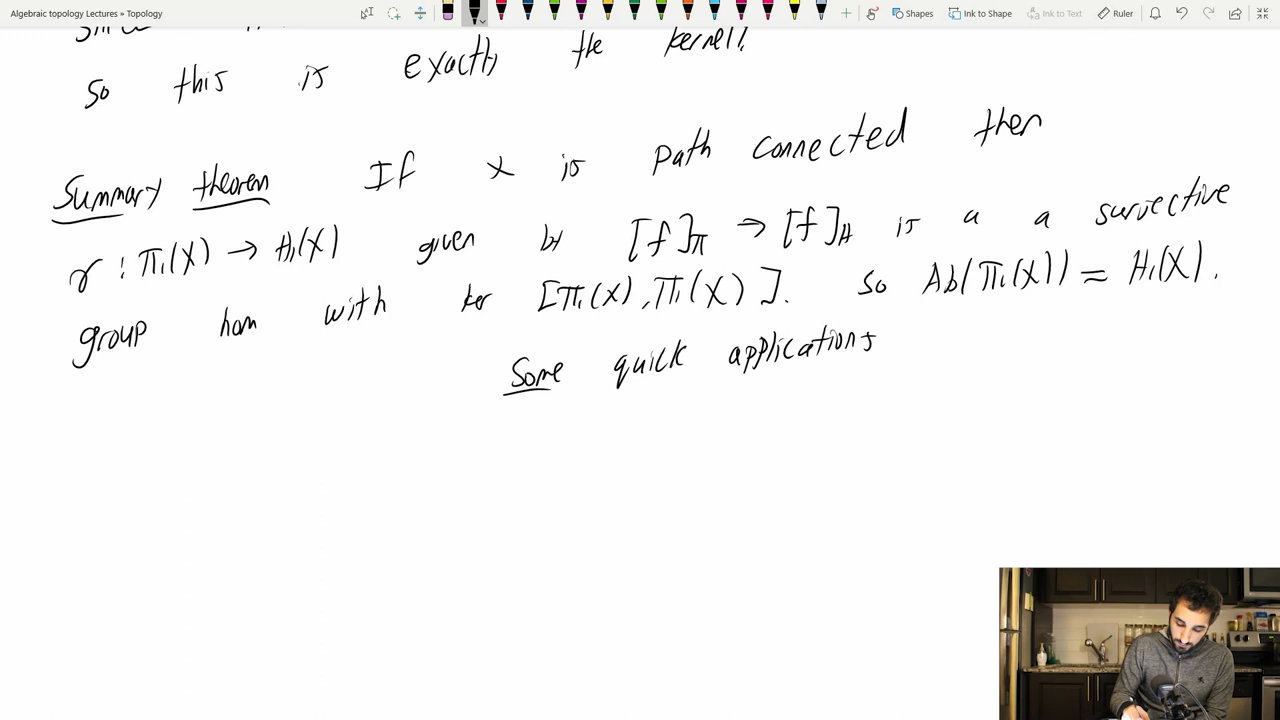 Algebraic topology Lectures » Topology
Shapes Ink to Shape Ink to Text Ruler
so this is exactly the kernel!
Summary theorem If X is path connected then
γ : π₁(X) → H₁(X) given by [f]_π → [f]_H is a a surjective
group hom with ker [π₁(X), π₁(X)]. so Ab(π₁(X)) = H₁(X).
Some quick applications